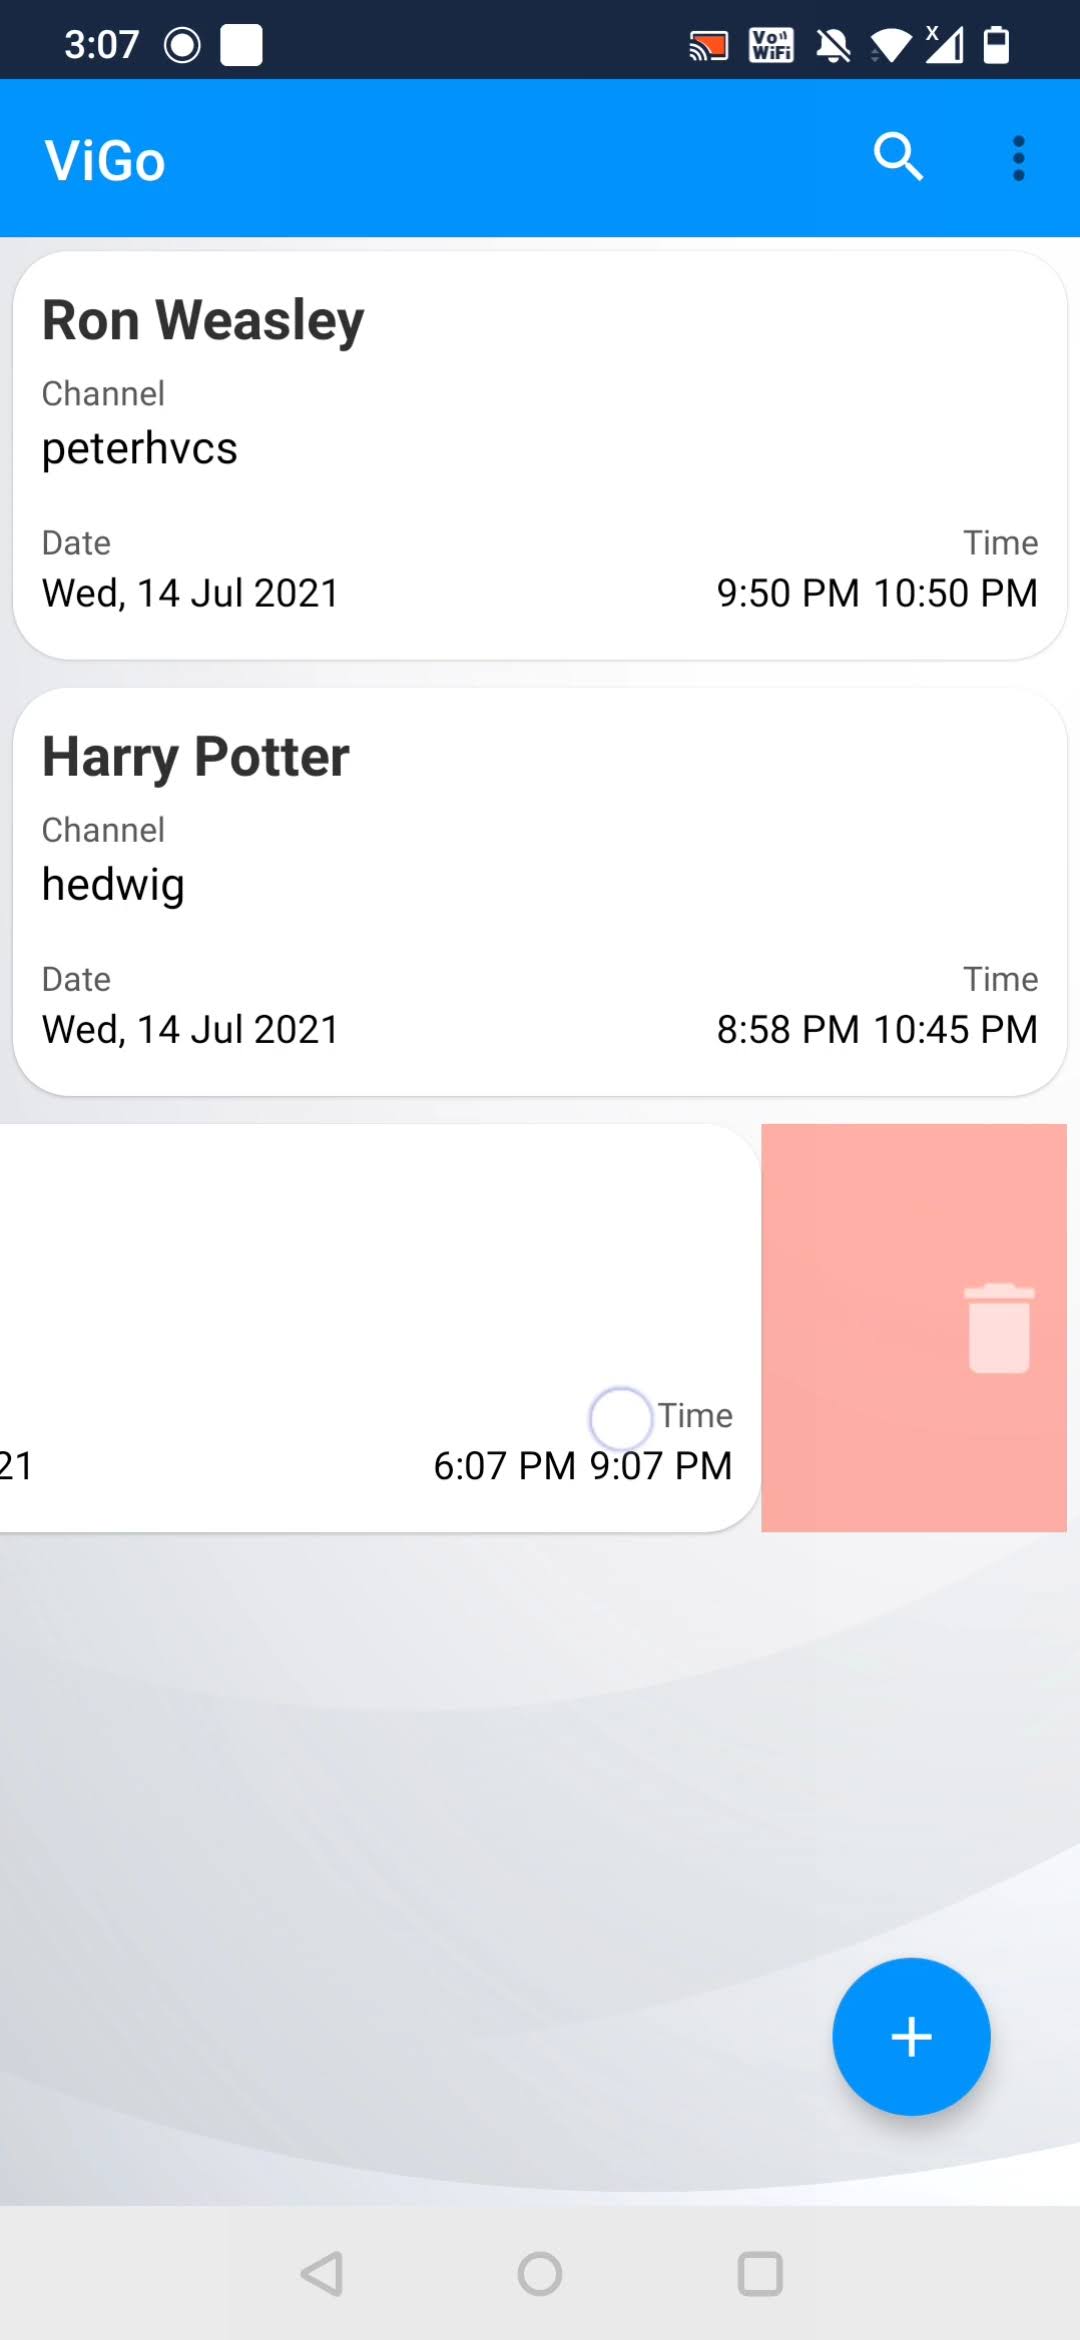 3:07
Vo WiFi
X
ViGo
Ron Weasley
Channel
peterhvcs
Date Time
Wed, 14 Jul 2021 9:50 PM 10:50 PM
Harry Potter
Channel
hedwig
Date Time
Wed, 14 Jul 2021 8:58 PM 10:45 PM
Time
21 6:07 PM 9:07 PM